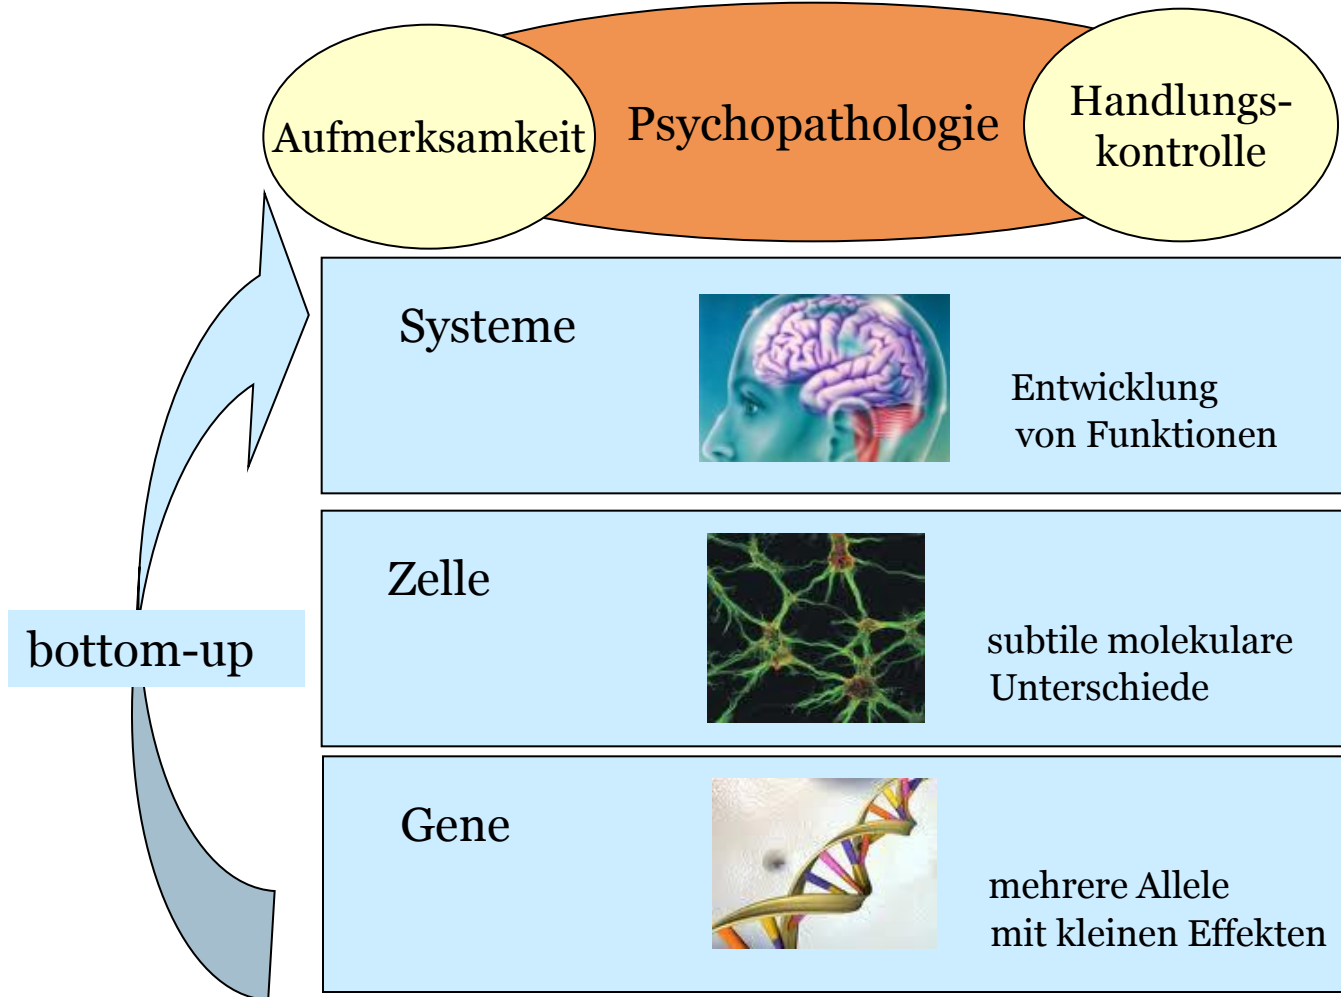 Aufmerksamkeit
Psychopathologie
Handlungs-
kontrolle
Systeme
Entwicklung
von Funktionen
Zelle
subtile molekulare
Unterschiede
bottom-up
Gene
mehrere Allele
mit kleinen Effekten